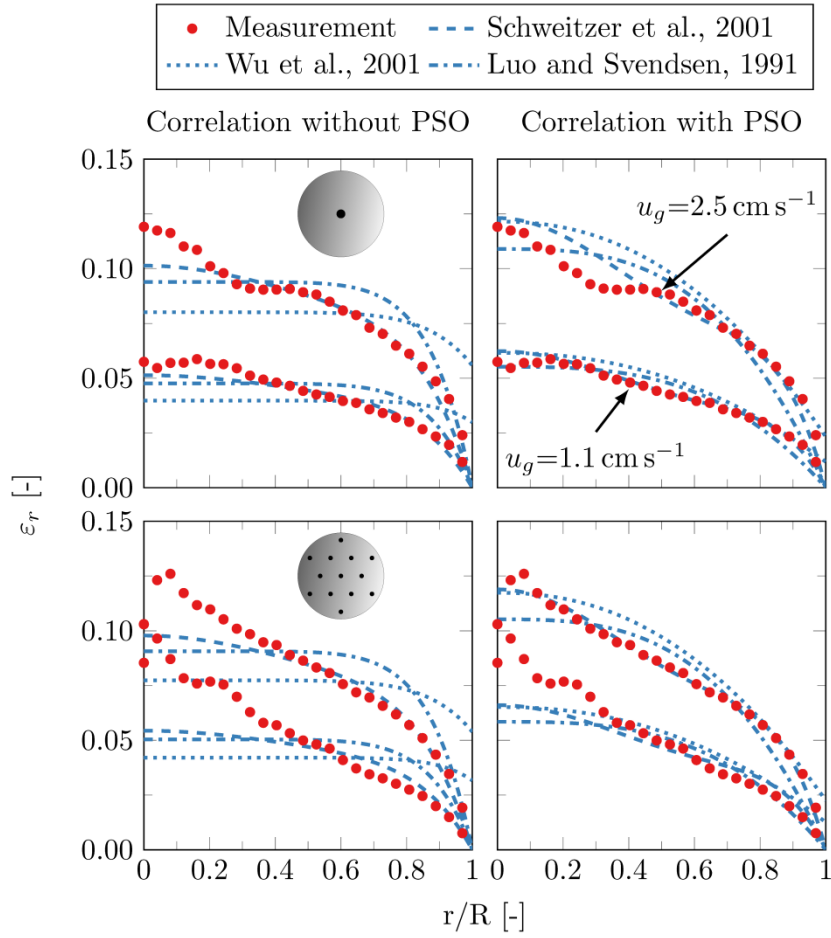 Measurement
Schweitzer et al., 2001
Wu et al., 2001
Luo and Svendsen, 1991
Correlation without PSO
Correlation with PSO
0.15
0.10
0.05
0.00
u_g=2.5 cm s⁻¹
u_g=1.1 cm s⁻¹
ε_r [-]
0.15
0.10
0.05
0.00
0 0.2 0.4 0.6 0.8 1
0 0.2 0.4 0.6 0.8 1
r/R [-]